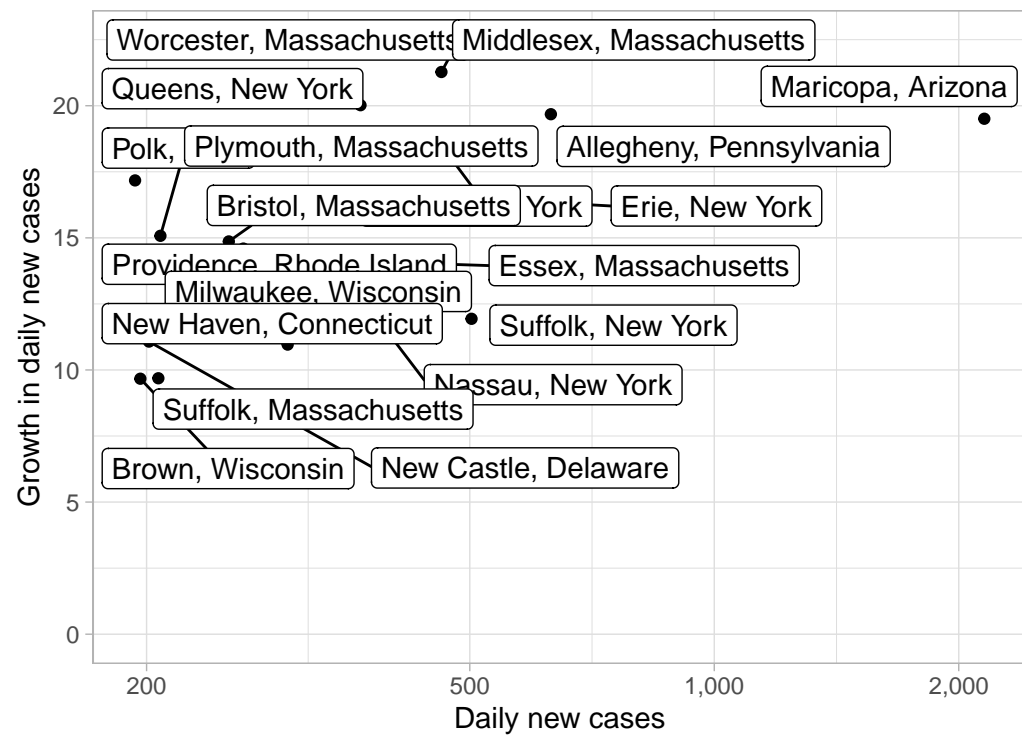 Worcester, Massachusetts
Middlesex, Massachusetts
Queens, New York
Maricopa, Arizona
Polk,
Plymouth, Massachusetts
Allegheny, Pennsylvania
Bristol, Massachusetts
York
Erie, New York
Providence, Rhode Island
Essex, Massachusetts
Milwaukee, Wisconsin
New Haven, Connecticut
Suffolk, New York
Nassau, New York
Suffolk, Massachusetts
Brown, Wisconsin
New Castle, Delaware
Growth in daily new cases
20
15
10
5
0
200
500
1,000
2,000
Daily new cases